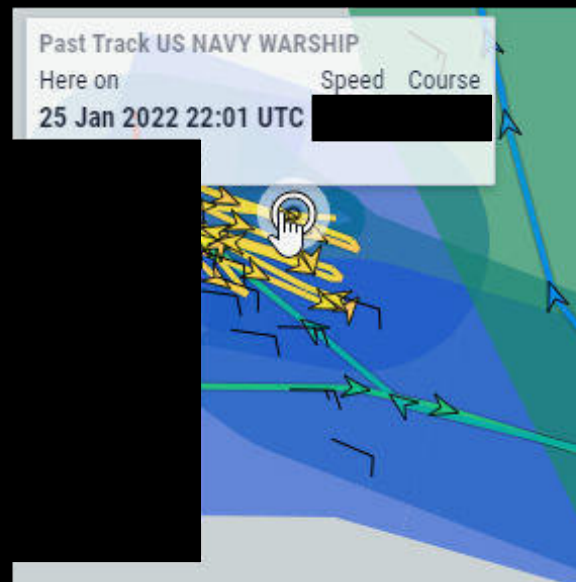 Past Track US NAVY WARSHIP
Here on Speed Course
25 Jan 2022 22:01 UTC